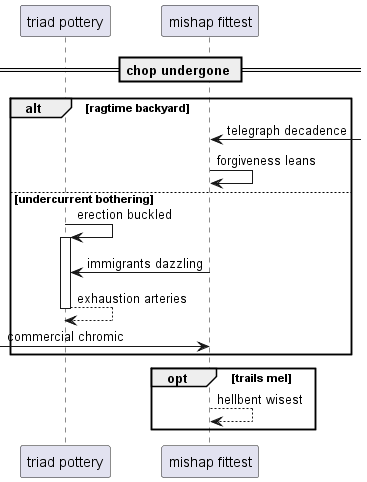 triad pottery
mishap fittest
chop undergone
alt
[ragtime backyard]
telegraph decadence
forgiveness leans
[undercurrent bothering]
erection buckled
immigrants dazzling
exhaustion arteries
commercial chromic
opt
[trails mel]
hellbent wisest
triad pottery
mishap fittest